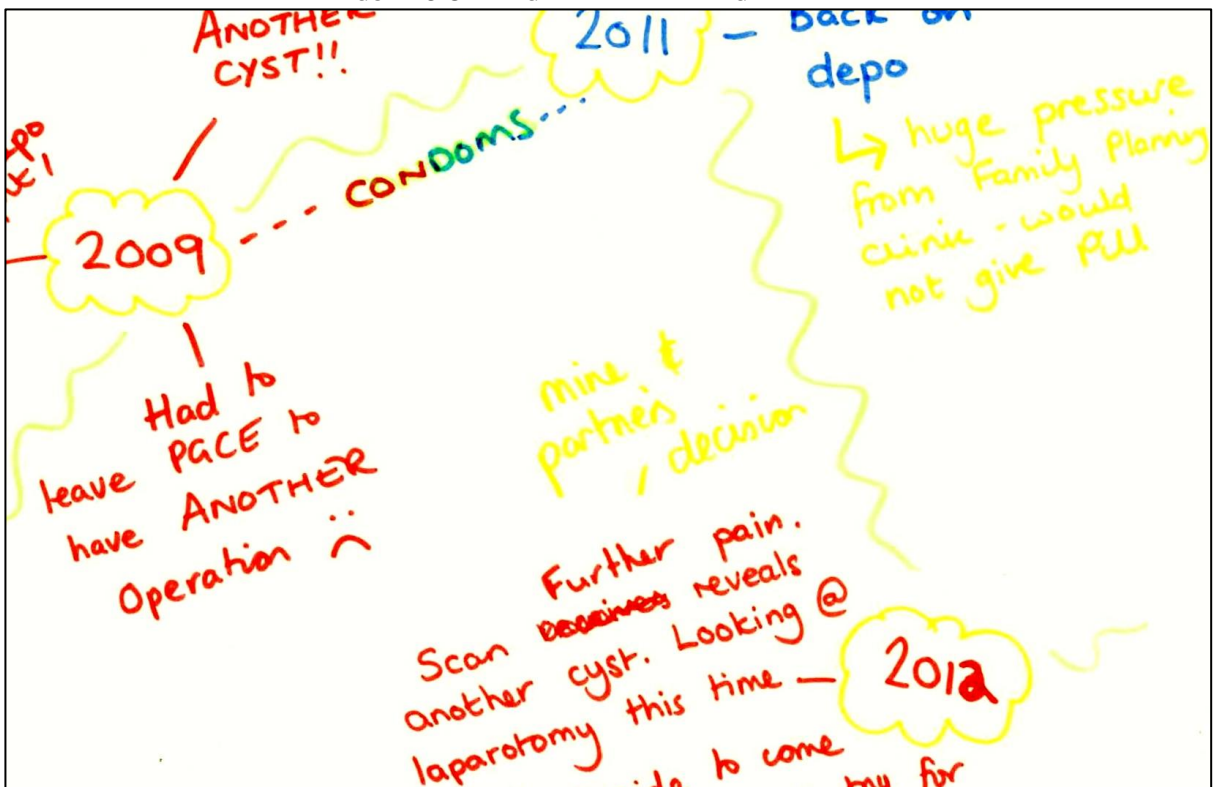 ANOTHER
CYST!!
2011 – Back on
depo
↳ huge pressure
from Family Planning
clinic - would
not give Pill
CONDOMS
2009
Had to
leave PGCE to
have ANOTHER
Operation :(
mine &
partners
decision
Further pain.
Scan reveals
another cyst. Looking @
laparotomy this time – 2012
to come
for